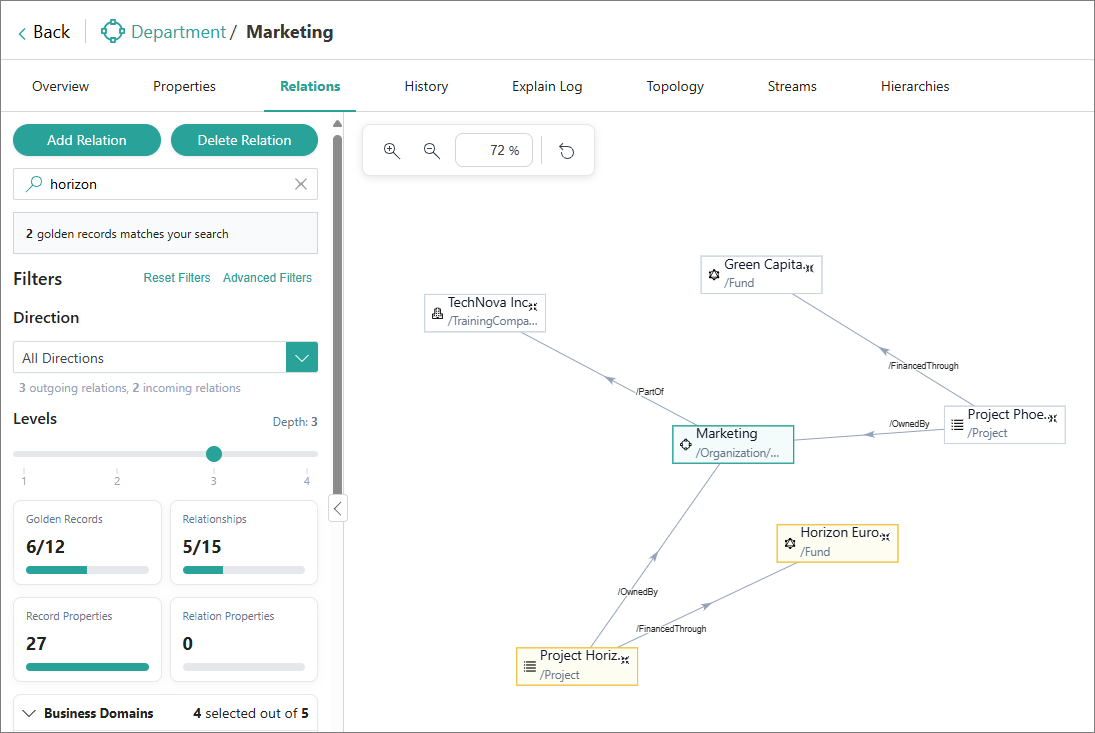 Back
Department / Marketing
Overview
Properties
Relations
History
Explain Log
Topology
Streams
Hierarchies
Add Relation
Delete Relation
horizon
2 golden records matches your search
Filters
Reset Filters
Advanced Filters
Direction
All Directions
3 outgoing relations, 2 incoming relations
Levels
Depth: 3
1
2
3
4
Golden Records
6/12
Relationships
5/15
Record Properties
27
Relation Properties
0
Business Domains
4 selected out of 5
72 %
Green Capita...
/Fund
TechNova Inc...
/TrainingCompa...
/FinancedThrough
/PartOf
Project Phoe...
/Project
/OwnedBy
Marketing
/Organization/...
Horizon Euro...
/Fund
/OwnedBy
/FinancedThrough
Project Horiz...
/Project